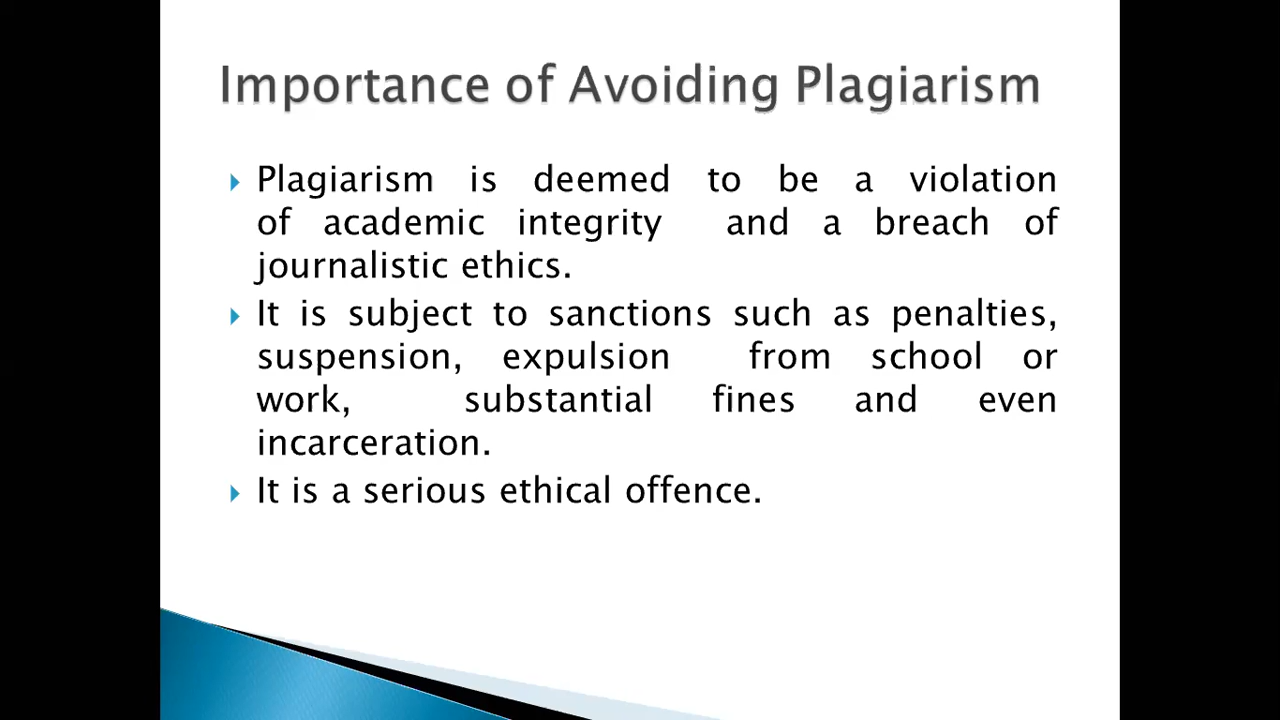 Importance of Avoiding Plagiarism
Plagiarism is deemed to be a violation
of academic integrity and a breach of
journalistic ethics.
It is subject to sanctions such as penalties,
suspension, expulsion from school or
work, substantial fines and even
incarceration.
It is a serious ethical offence.